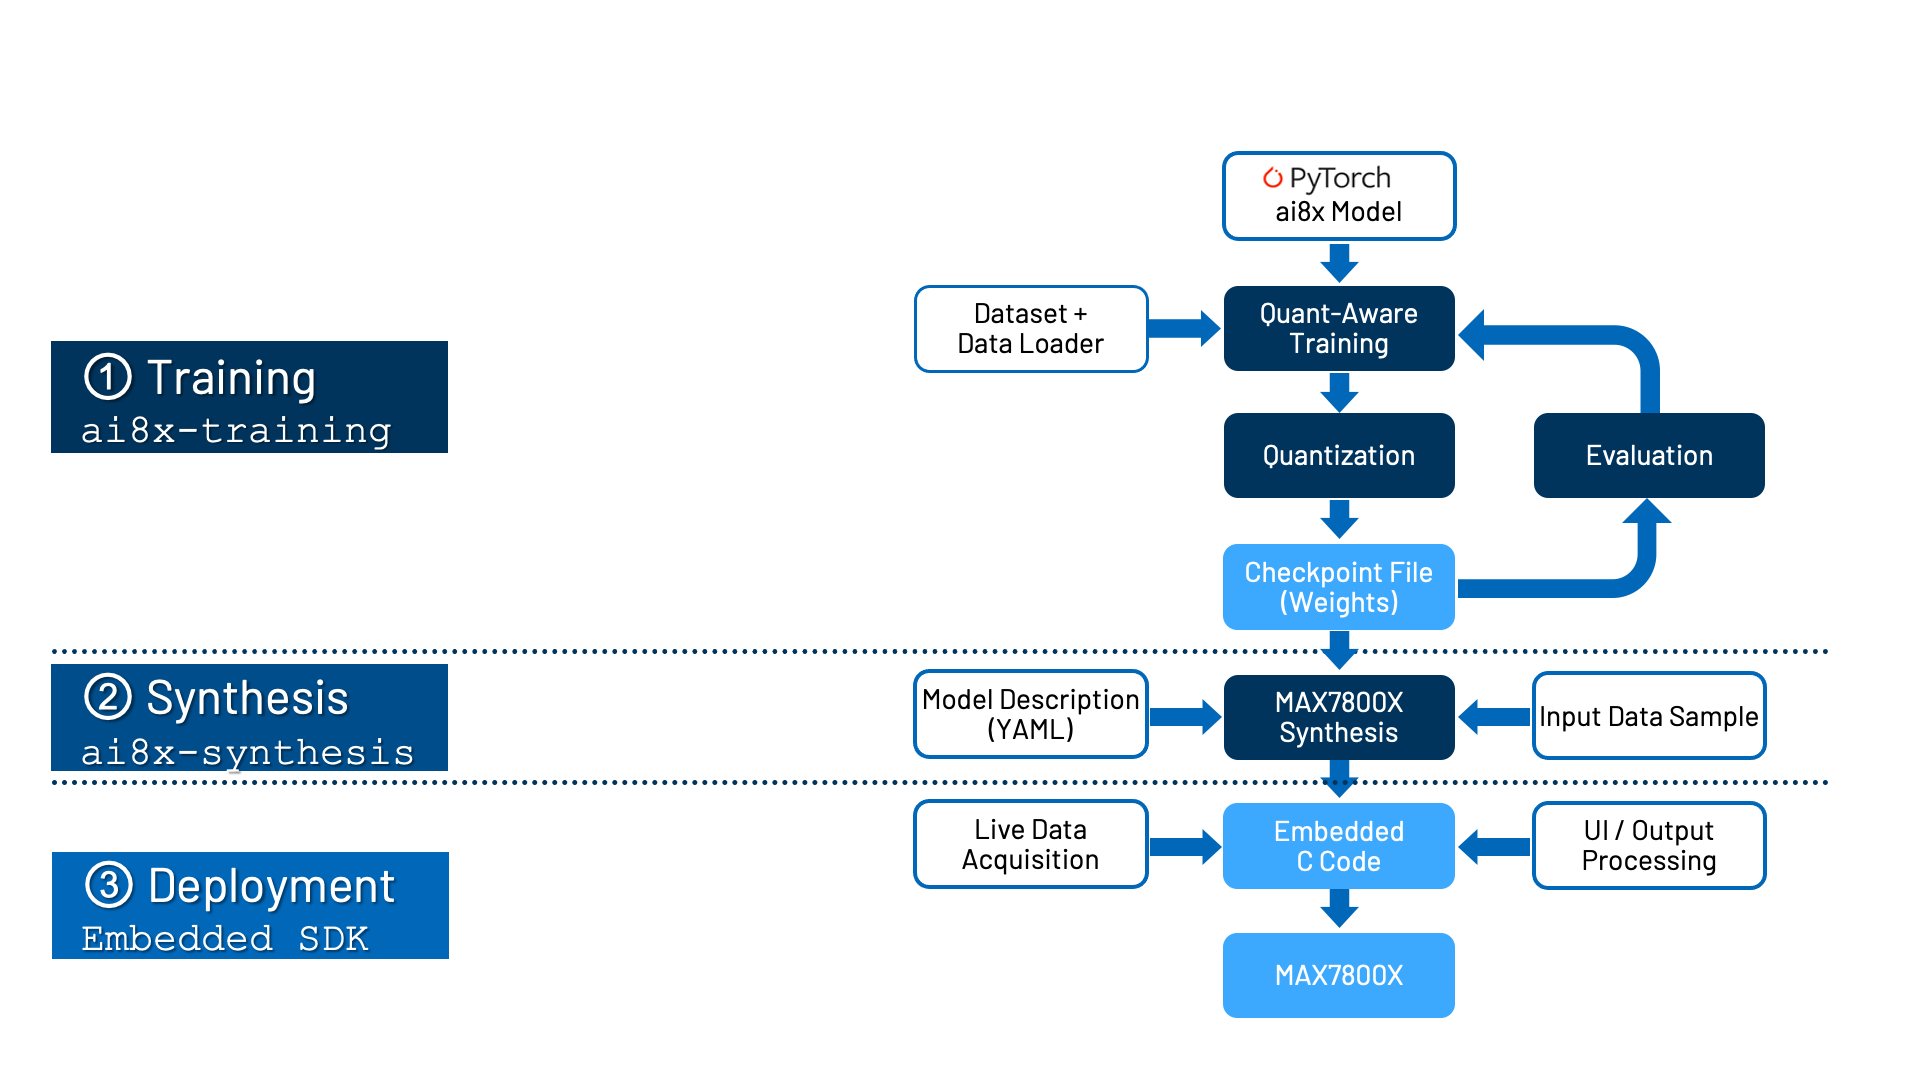 PyTorch
ai8x Model
Dataset +
Data Loader
Quant-Aware
Training
① Training
ai8x-training
Quantization
Evaluation
Checkpoint File
(Weights)
② Synthesis
ai8x-synthesis
Model Description
(YAML)
MAX7800X
Synthesis
Input Data Sample
③ Deployment
Embedded SDK
Live Data
Acquisition
Embedded
C Code
UI / Output
Processing
MAX7800X